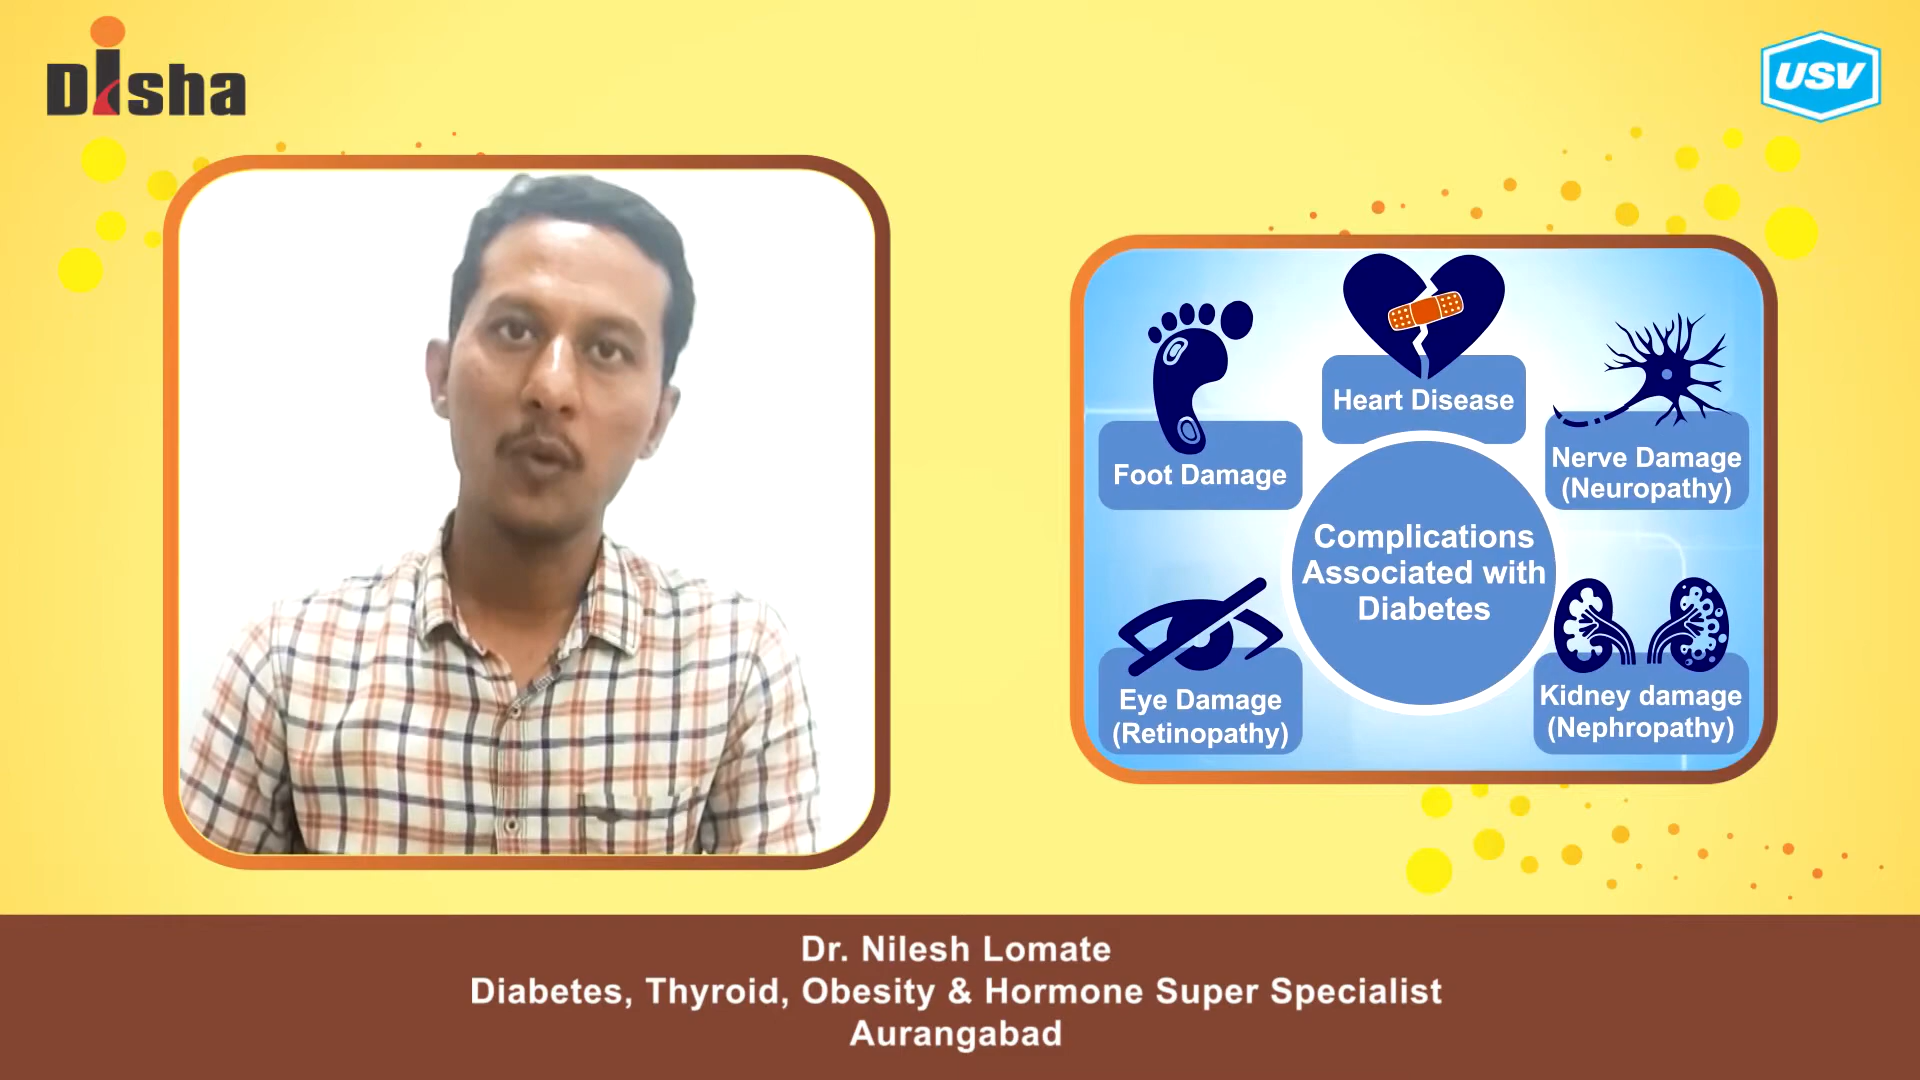 Disha
USV
Foot Damage
Heart Disease
Nerve Damage
(Neuropathy)
Complications
Associated with
Diabetes
Eye Damage
(Retinopathy)
Kidney damage
(Nephropathy)
Dr. Nilesh Lomate
Diabetes, Thyroid, Obesity & Hormone Super Specialist
Aurangabad